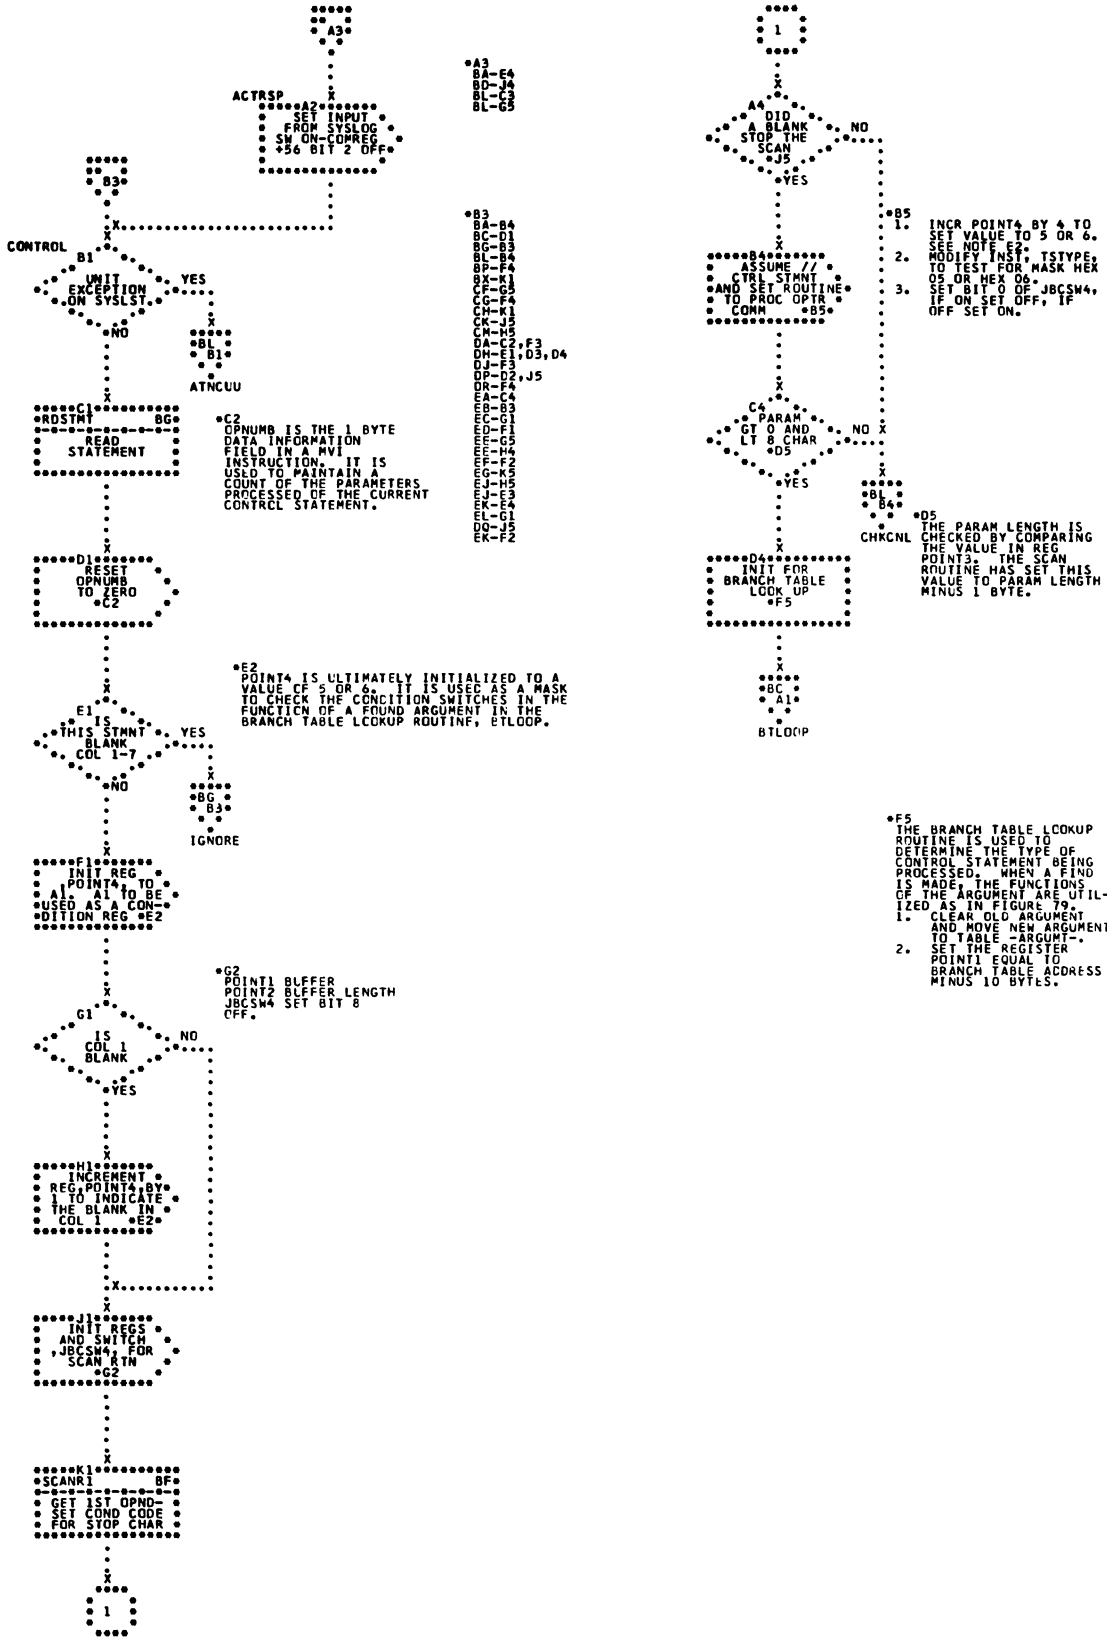 A3
ACTRSP
A2
SET INPUT
FROM SYSLOG
SW ON-COMREG
+56 BIT 2 OFF
*A3
BA-E4
BD-J4
BL-C3
BL-G5
B3
CONTROL
B1
UNIT
EXCEPTION
ON SYSLST
YES
NO
BL
B1
ATNCUU
*B3
BA-B4
BC-D1
BG-B3
BL-B4
BP-F4
BX-K1
CF-G5
CG-F4
CH-K1
CK-J5
CM-H5
DA-C2,F3
DH-E1,D3,D4
DJ-F3
DP-D2,J5
DR-F4
EA-C4
EB-B3
EC-G1
ED-F1
EE-G5
EE-H4
EF-F2
EG-K5
EJ-H5
EJ-E3
EK-E4
EL-G1
DQ-J5
EK-F2
C1
RDSTMT BG
READ
STATEMENT
*C2
OPNUMB IS THE 1 BYTE
DATA INFORMATION
FIELD IN A MVI
INSTRUCTION. IT IS
USED TO MAINTAIN A
COUNT OF THE PARAMETERS
PROCESSED OF THE CURRENT
CONTROL STATEMENT.
D1
RESET
OPNUMB
TO ZERO
*C2
*E2
POINT4 IS ULTIMATELY INITIALIZED TO A
VALUE OF 5 OR 6. IT IS USED AS A MASK
TO CHECK THE CONDITION SWITCHES IN THE
FUNCTION OF A FOUND ARGUMENT IN THE
BRANCH TABLE LOOKUP ROUTINE, BTLOOP.
E1
IS
THIS STMNT
BLANK
COL 1-7
YES
NO
BG
B3
IGNORE
F1
INIT REG
,POINT4, TO
A1. A1 TO BE
USED AS A CON-
DITION REG *E2
*G2
POINT1 BUFFER
POINT2 BUFFER LENGTH
JBCSW4 SET BIT 8
OFF.
G1
IS
COL 1
BLANK
NO
YES
H1
INCREMENT
REG,POINT4,BY
1 TO INDICATE
THE BLANK IN
COL 1 *E2
J1
INIT REGS
AND SWITCH
,JBCSW4, FOR
SCAN RTN
*G2
K1
SCANR1 BF
GET 1ST OPND-
SET COND CODE
FOR STOP CHAR
1
1
A4
DID
A BLANK
STOP THE
SCAN
*J5
NO
YES
*B5
1. INCR POINT4 BY 4 TO
SET VALUE TO 5 OR 6.
SEE NOTE E2.
2. MODIFY INST, TSTYPE,
TO TEST FOR MASK HEX
05 OR HEX 06.
3. SET BIT 0 OF JBCSW4,
IF ON SET OFF, IF
OFF SET ON.
B4
ASSUME //
CTRL STMNT
AND SET ROUTINE
TO PROC OPTR
COMM *B5
C4
PARAM
GT 0 AND
LT 8 CHAR
*D5
NO
YES
BL
B4
CHKCNL
*D5
THE PARAM LENGTH IS
CHECKED BY COMPARING
THE VALUE IN REG
POINT3. THE SCAN
ROUTINE HAS SET THIS
VALUE TO PARAM LENGTH
MINUS 1 BYTE.
D4
INIT FOR
BRANCH TABLE
LOOK UP
*F5
BC
A1
BTLOOP
*F5
THE BRANCH TABLE LOOKUP
ROUTINE IS USED TO
DETERMINE THE TYPE OF
CONTROL STATEMENT BEING
PROCESSED. WHEN A FIND
IS MADE, THE FUNCTIONS
OF THE ARGUMENT ARE UTIL-
IZED AS IN FIGURE 79.
1. CLEAR OLD ARGUMENT
AND MOVE NEW ARGUMENT
TO TABLE -ARGUMT-.
2. SET THE REGISTER
POINT1 EQUAL TO
BRANCH TABLE ADDRESS
MINUS 10 BYTES.